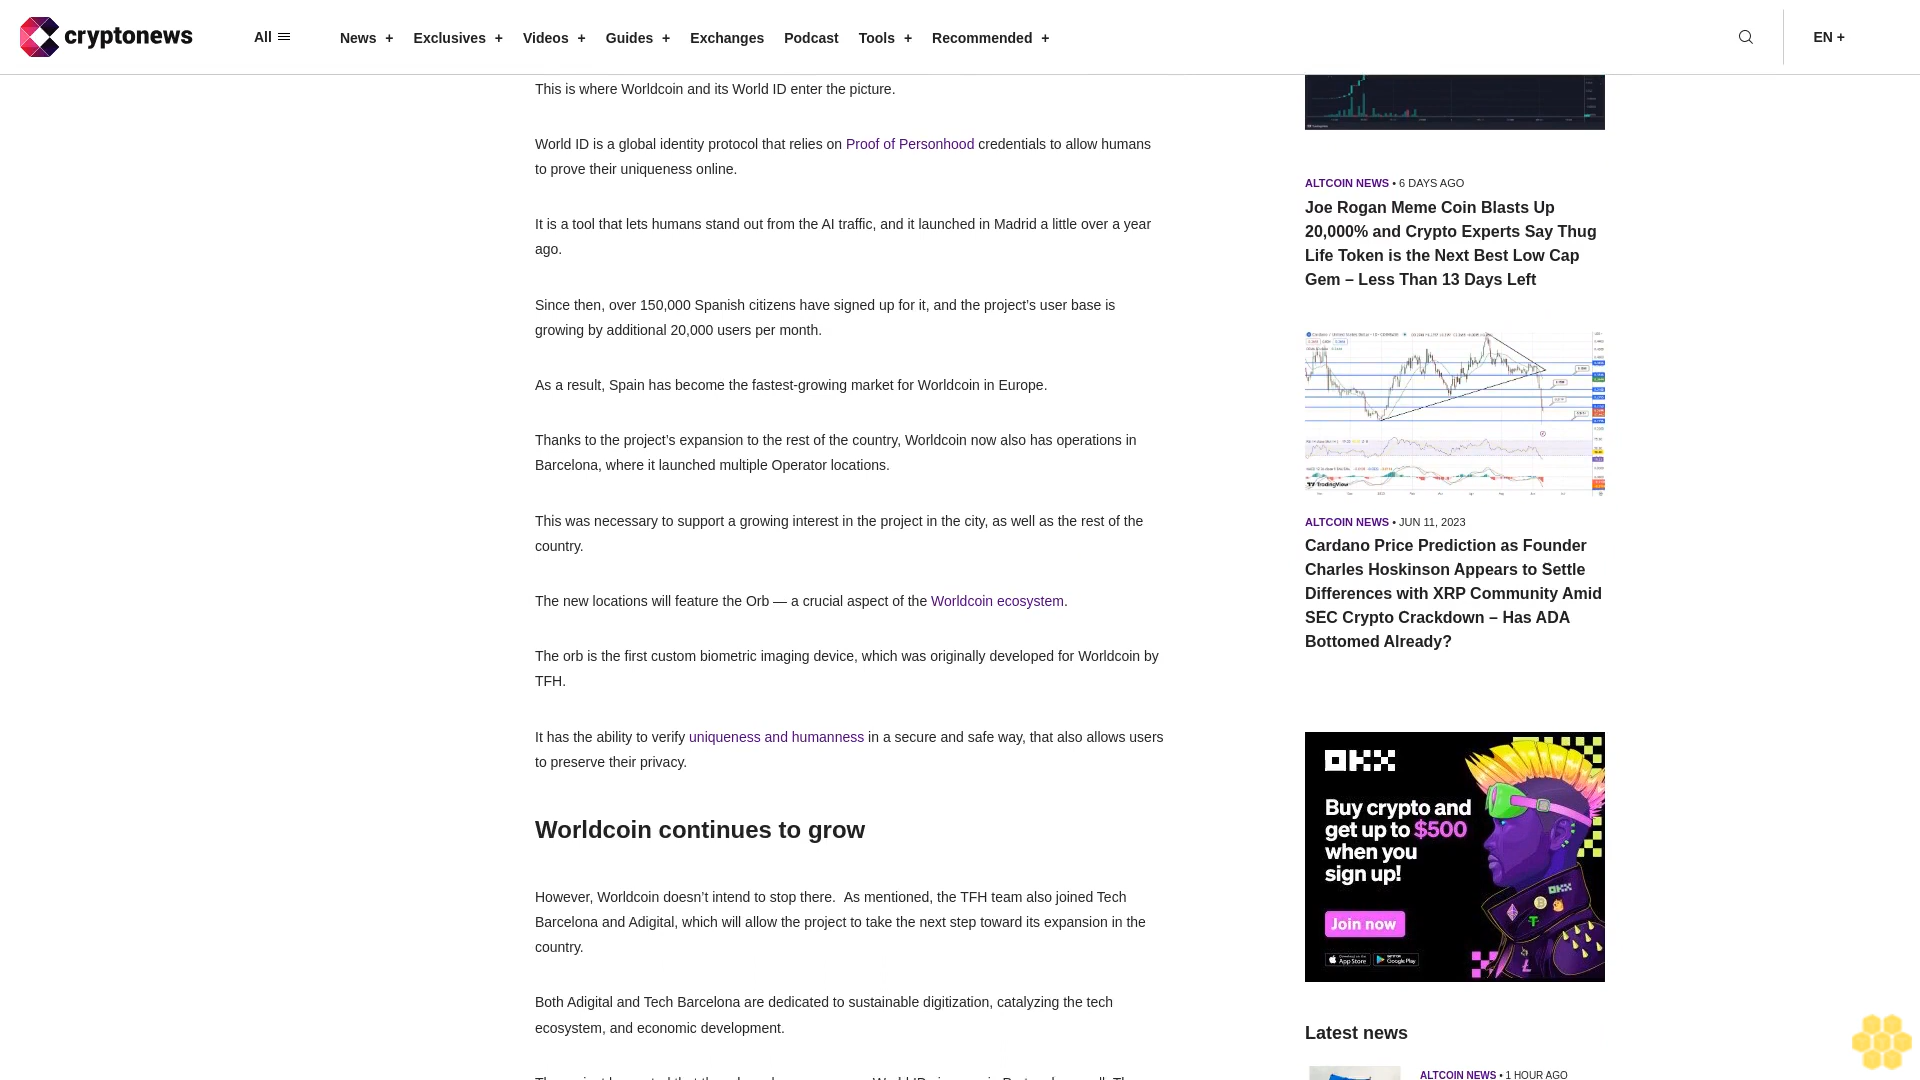 cryptonews
All
News +
Exclusives +
Videos +
Guides +
Exchanges
Podcast
Tools +
Recommended +
EN +
This is where Worldcoin and its World ID enter the picture.
World ID is a global identity protocol that relies on Proof of Personhood credentials to allow humans
to prove their uniqueness online.
It is a tool that lets humans stand out from the AI traffic, and it launched in Madrid a little over a year
ago.
Since then, over 150,000 Spanish citizens have signed up for it, and the project’s user base is
growing by additional 20,000 users per month.
As a result, Spain has become the fastest-growing market for Worldcoin in Europe.
Thanks to the project’s expansion to the rest of the country, Worldcoin now also has operations in
Barcelona, where it launched multiple Operator locations.
This was necessary to support a growing interest in the project in the city, as well as the rest of the
country.
The new locations will feature the Orb — a crucial aspect of the Worldcoin ecosystem.
The orb is the first custom biometric imaging device, which was originally developed for Worldcoin by
TFH.
It has the ability to verify uniqueness and humanness in a secure and safe way, that also allows users
to preserve their privacy.
Worldcoin continues to grow
However, Worldcoin doesn’t intend to stop there.  As mentioned, the TFH team also joined Tech
Barcelona and Adigital, which will allow the project to take the next step toward its expansion in the
country.
Both Adigital and Tech Barcelona are dedicated to sustainable digitization, catalyzing the tech
ecosystem, and economic development.
ALTCOIN NEWS • 6 DAYS AGO
Joe Rogan Meme Coin Blasts Up
20,000% and Crypto Experts Say Thug
Life Token is the Next Best Low Cap
Gem – Less Than 13 Days Left
TradingView
ALTCOIN NEWS • JUN 11, 2023
Cardano Price Prediction as Founder
Charles Hoskinson Appears to Settle
Differences with XRP Community Amid
SEC Crypto Crackdown – Has ADA
Bottomed Already?
OKX
Buy crypto and
get up to $500
when you
sign up!
Join now
App Store
Google Play
OKX
Latest news
ALTCOIN NEWS • 1 HOUR AGO